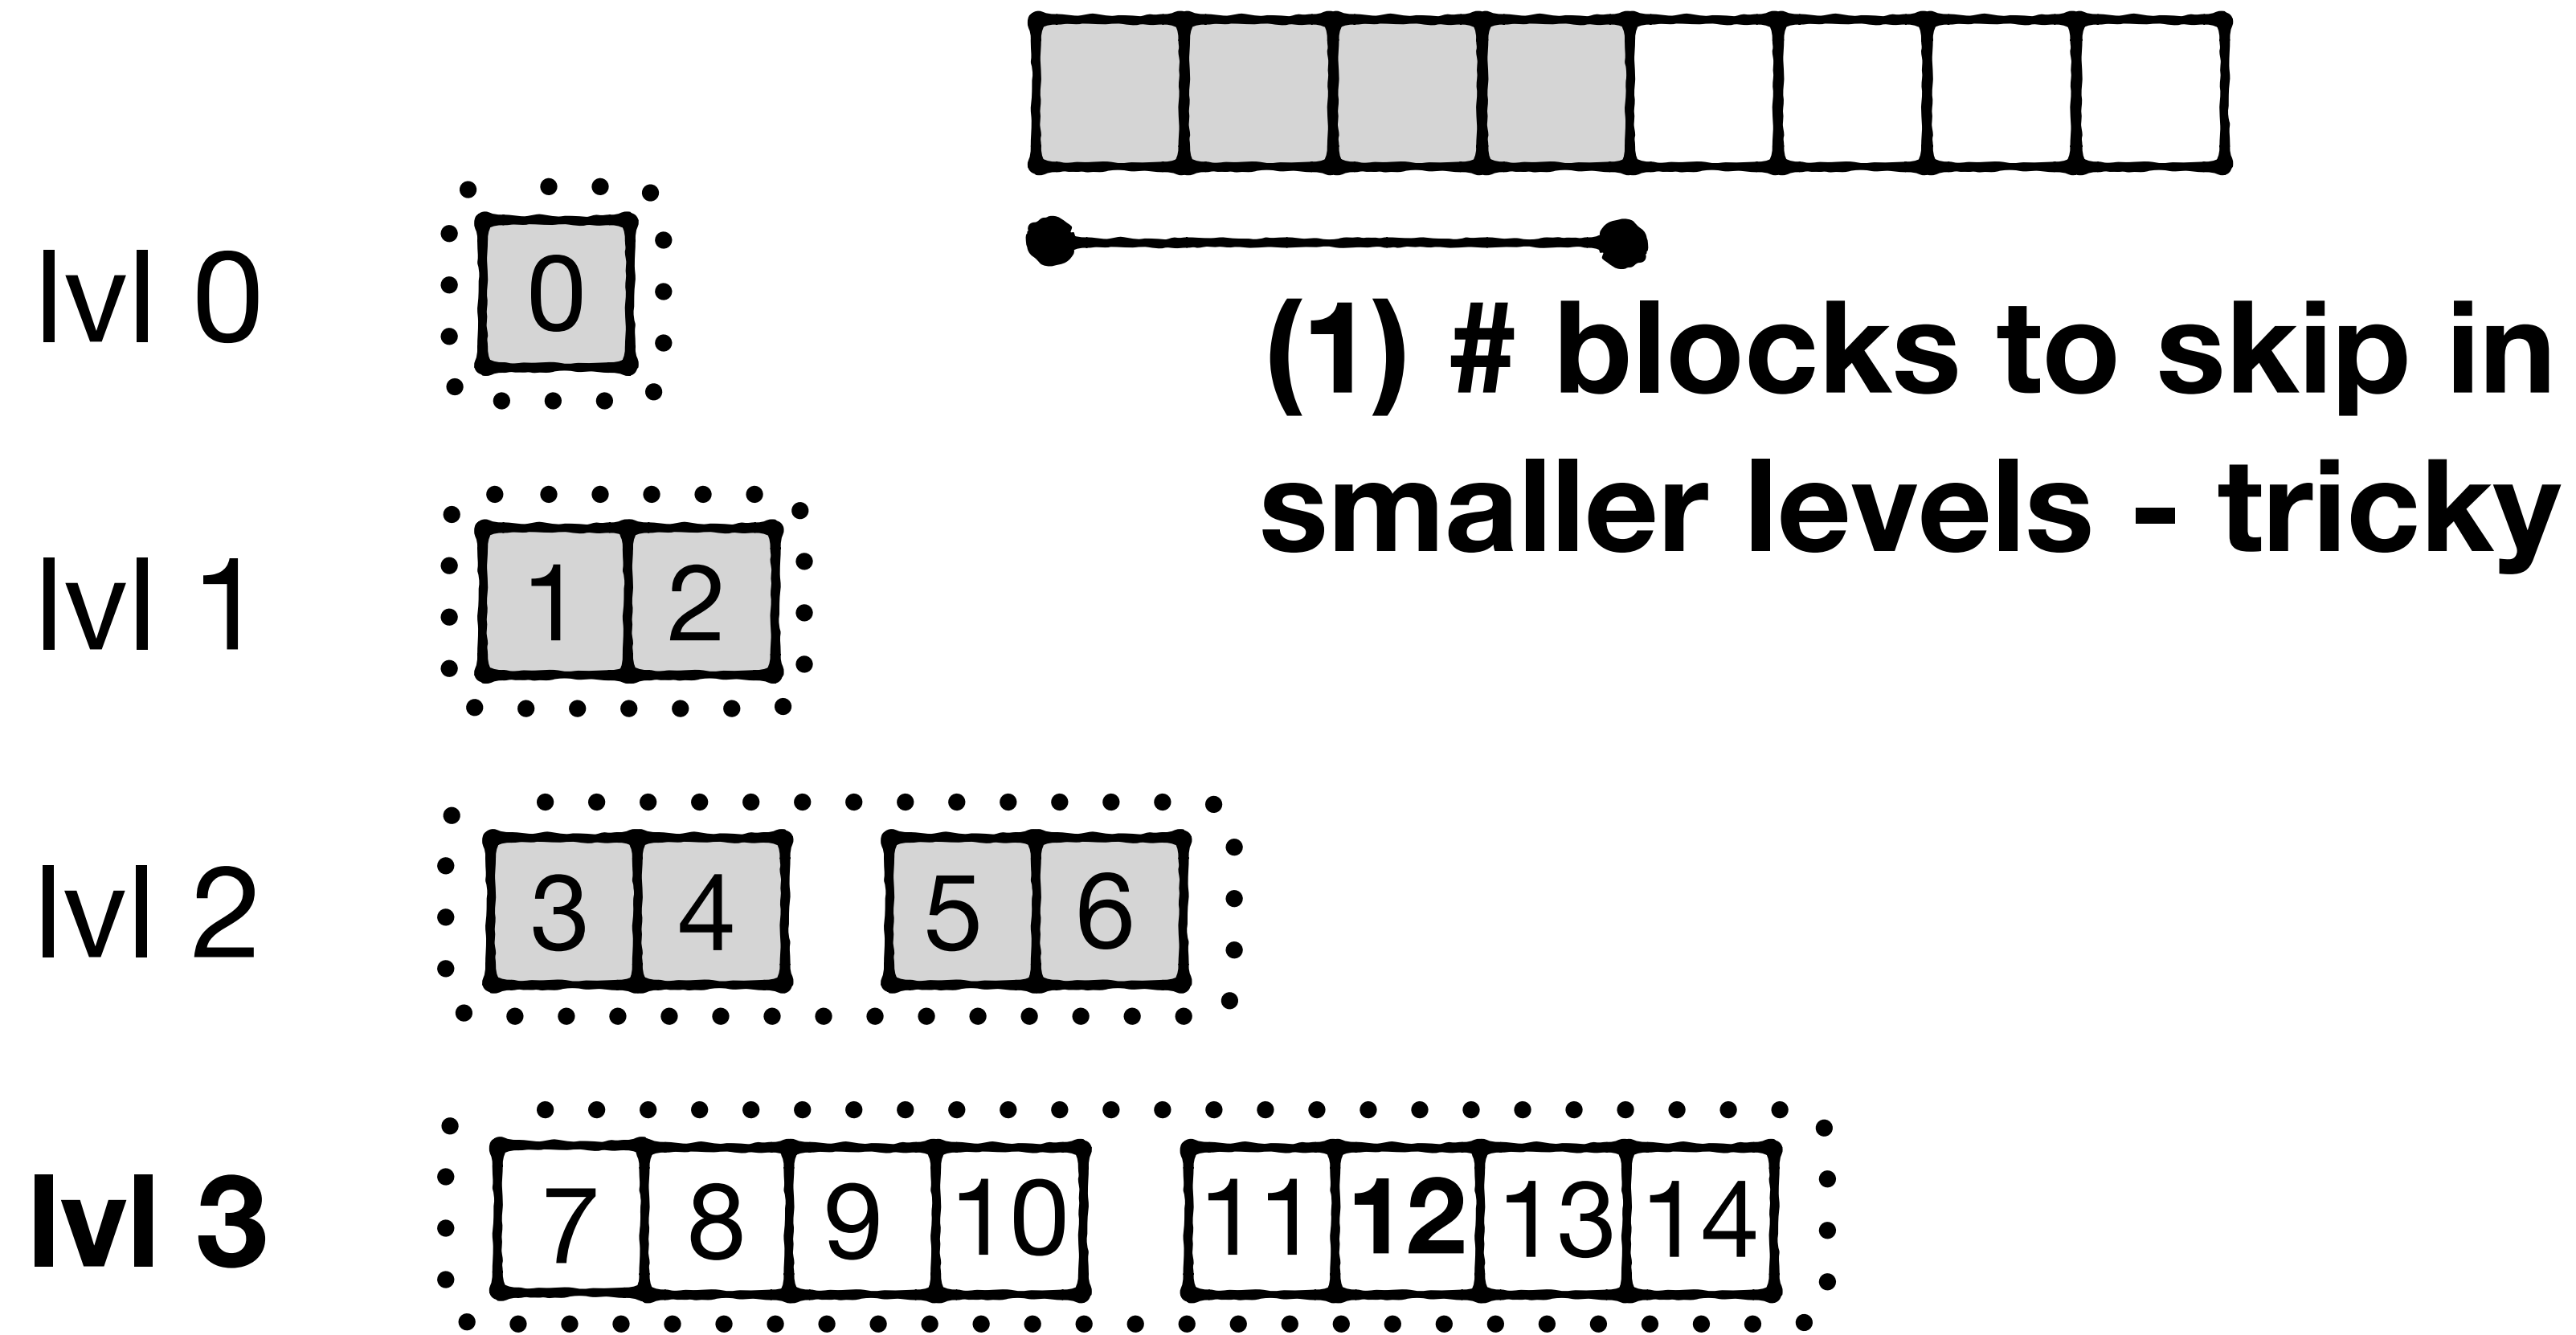 lvl 0
0
(1) # blocks to skip in
smaller levels - tricky
lvl 1
1 2
lvl 2
3 4 5 6
lvl 3
7 8 9 10 11 12 13 14